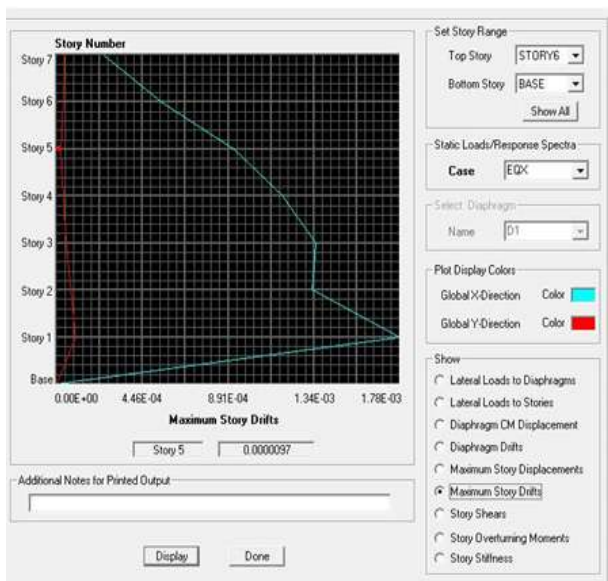 Story Number
Story 7
Story 6
Story 5
Story 4
Story 3
Story 2
Story 1
Base
0.00E+00 4.46E-04 8.91E-04 1.34E-03 1.78E-03
Maximum Story Drifts
Story 5 0.0000097
Additional Notes for Printed Output
Display Done
Set Story Range
Top Story STORY6
Bottom Story BASE
Show All
Static Loads/Response Spectra
Case EQX
Select Diaphragm
Name D1
Plot Display Colors
Global X-Direction Color
Global Y-Direction Color
Show
Lateral Loads to Diaphragms
Lateral Loads to Stories
Diaphragm CM Displacement
Diaphragm Drifts
Maximum Story Displacements
Maximum Story Drifts
Story Shears
Story Overturning Moments
Story Stiffness